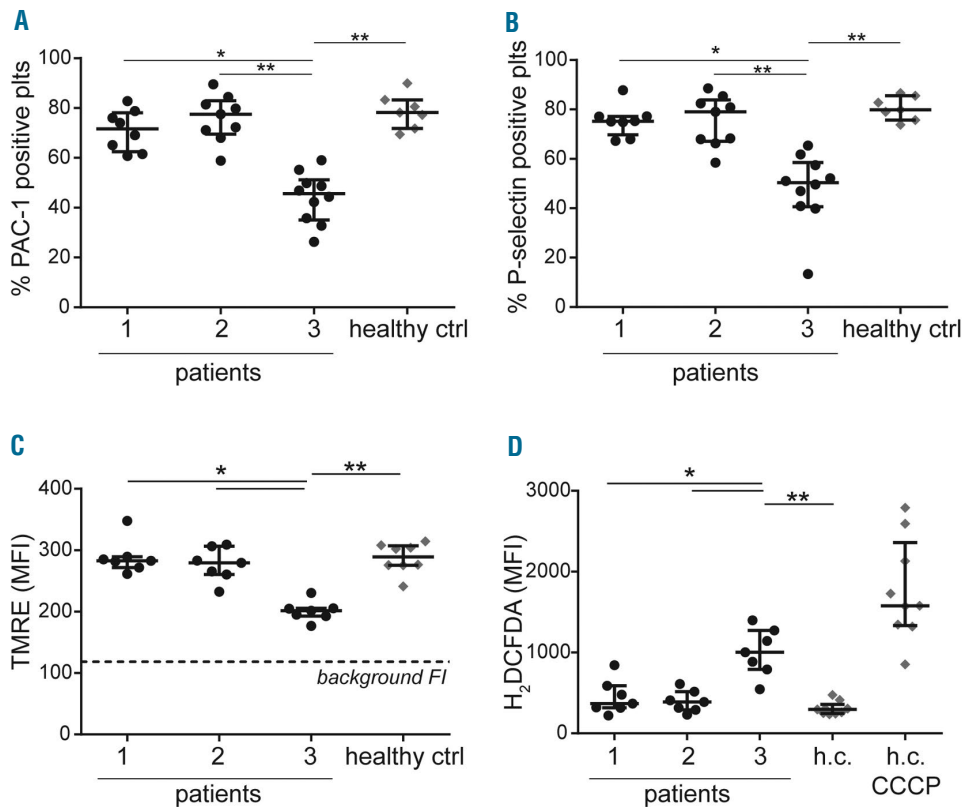 A
% PAC-1 positive plts
100
80
60
40
20
0
*
**
**
1 2 3 healthy ctrl
patients
B
% P-selectin positive plts
100
80
60
40
20
0
*
**
**
1 2 3 healthy ctrl
patients
C
TMRE (MFI)
400
300
200
100
0
*
**
background FI
1 2 3 healthy ctrl
patients
D
H₂DCFDA (MFI)
3000
2000
1000
0
*
**
1 2 3 h.c. h.c.
CCCP
patients